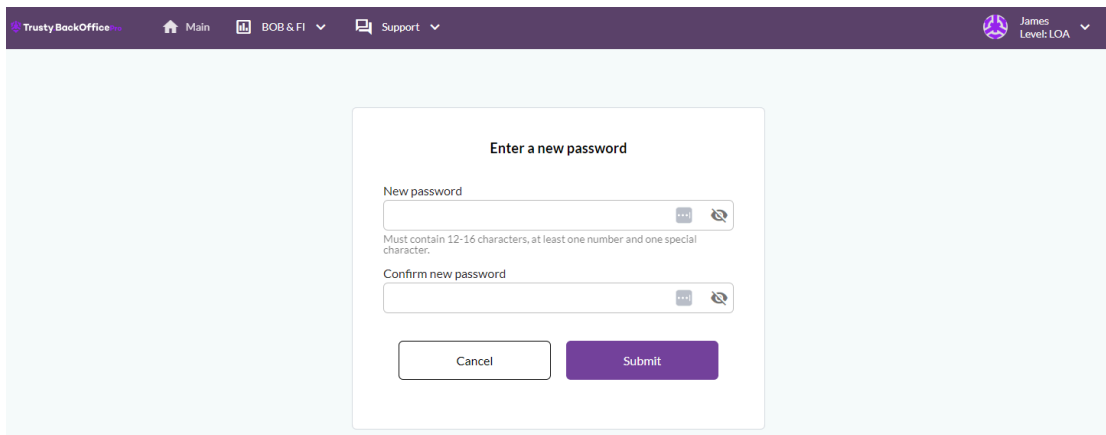 Trusty BackOffice
Main
BOB & FI
Support
James
Level: LOA
Enter a new password
New password
Must contain 12-16 characters, at least one number and one special
character.
Confirm new password
Cancel
Submit